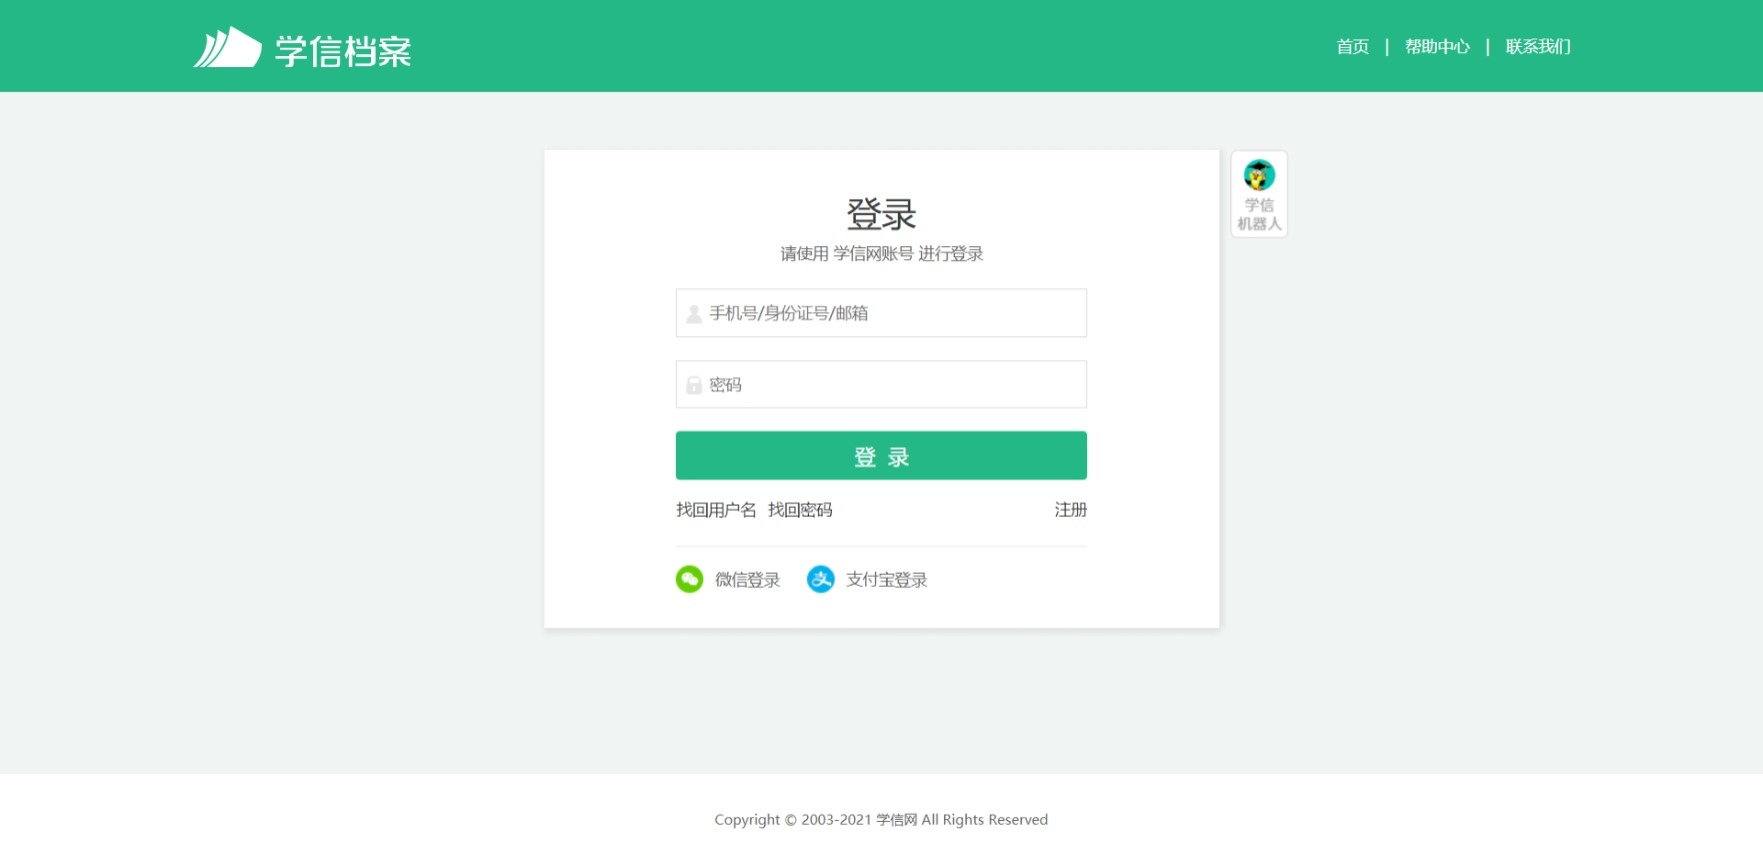 学信档案
首页 | 帮助中心 | 联系我们
登录
请使用 学信网账号 进行登录
手机号/身份证号/邮箱
密码
登 录
找回用户名 找回密码 注册
微信登录 支付宝登录
学信
机器人
Copyright © 2003-2021 学信网 All Rights Reserved